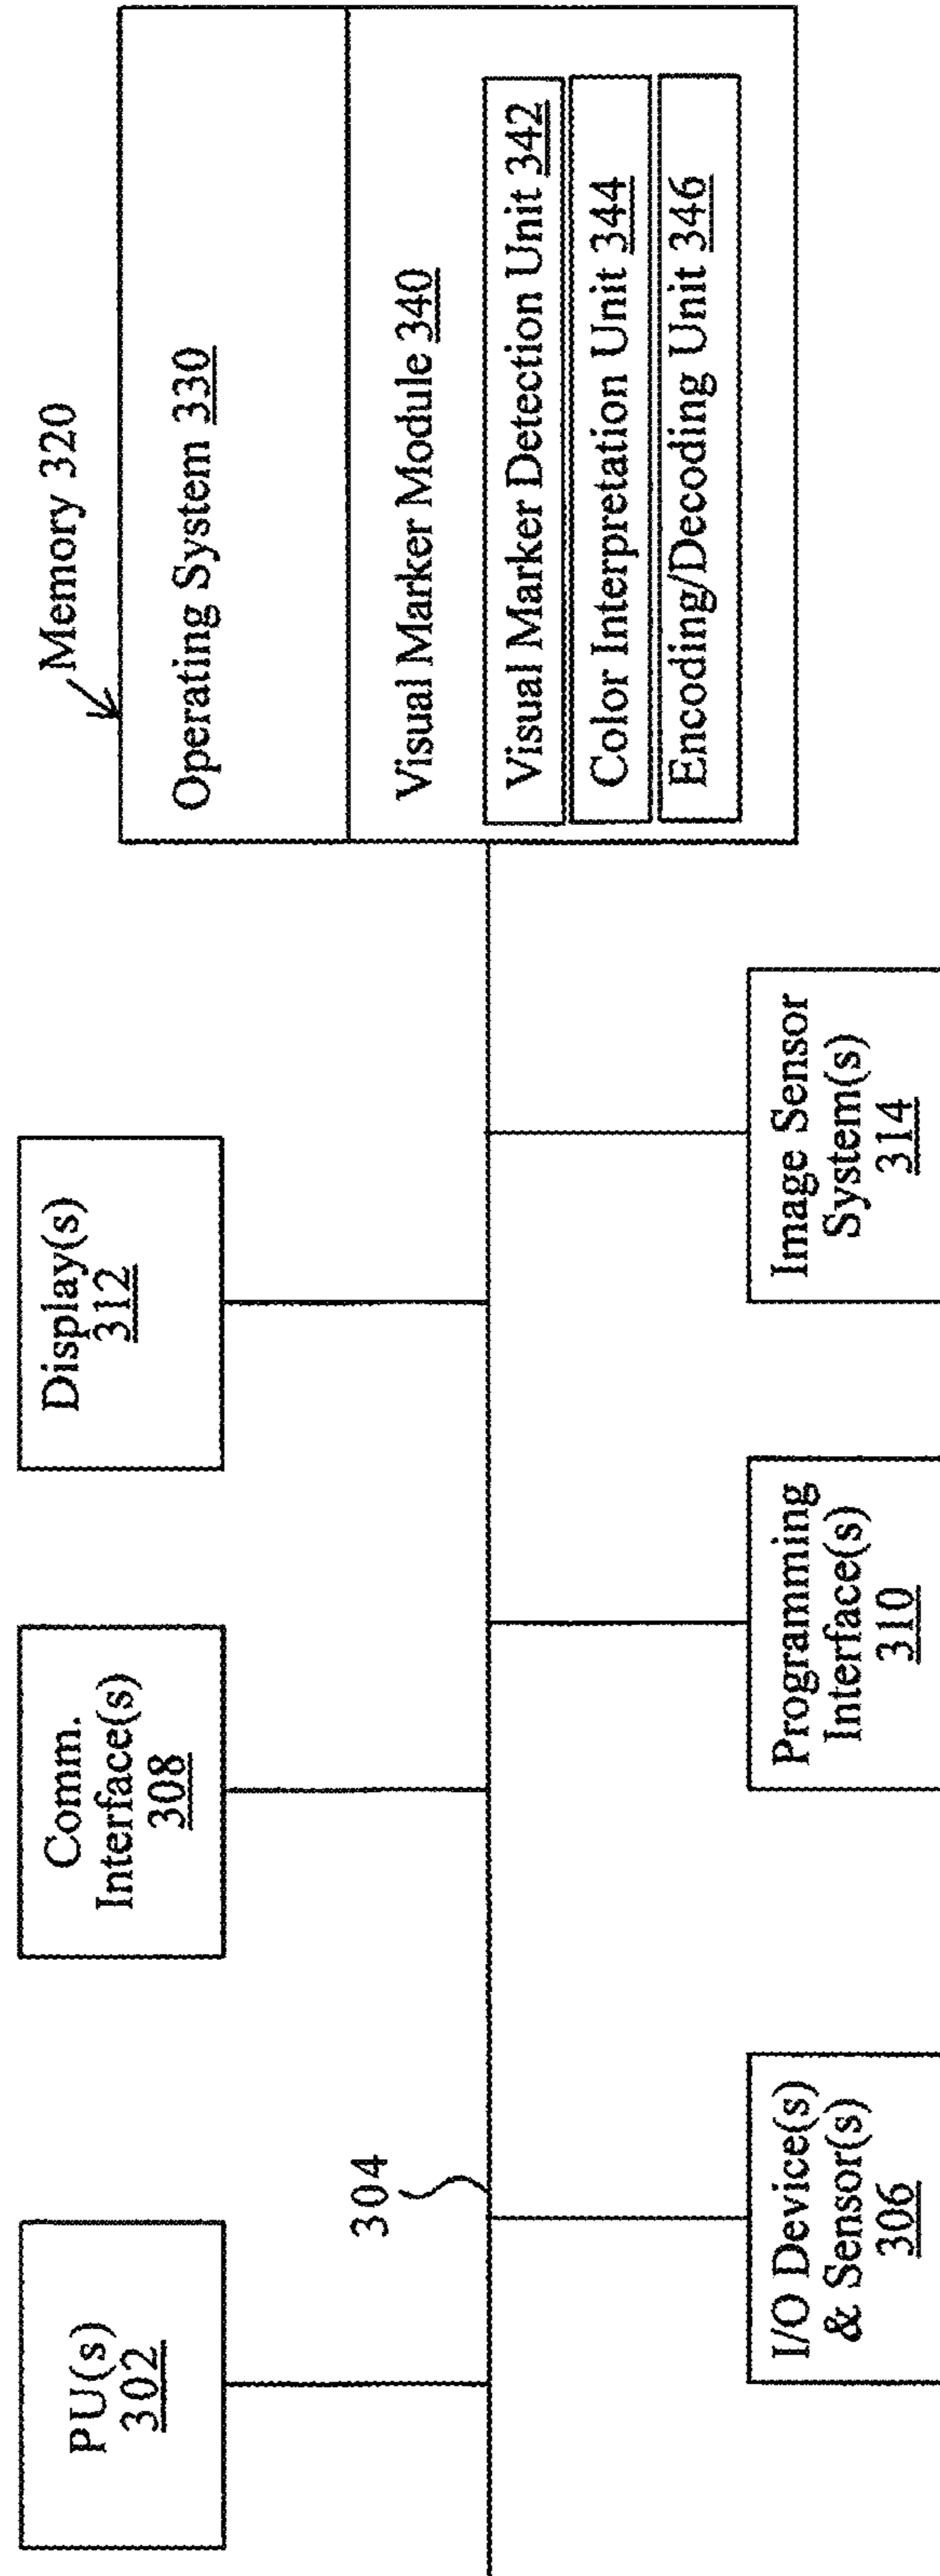 PU(s)
302
Comm.
Interface(s)
308
Display(s)
312
304
I/O Device(s)
& Sensor(s)
306
Programming
Interface(s)
310
Image Sensor
System(s)
314
Memory 320
Operating System 330
Visual Marker Module 340
Visual Marker Detection Unit 342
Color Interpretation Unit 344
Encoding/Decoding Unit 346